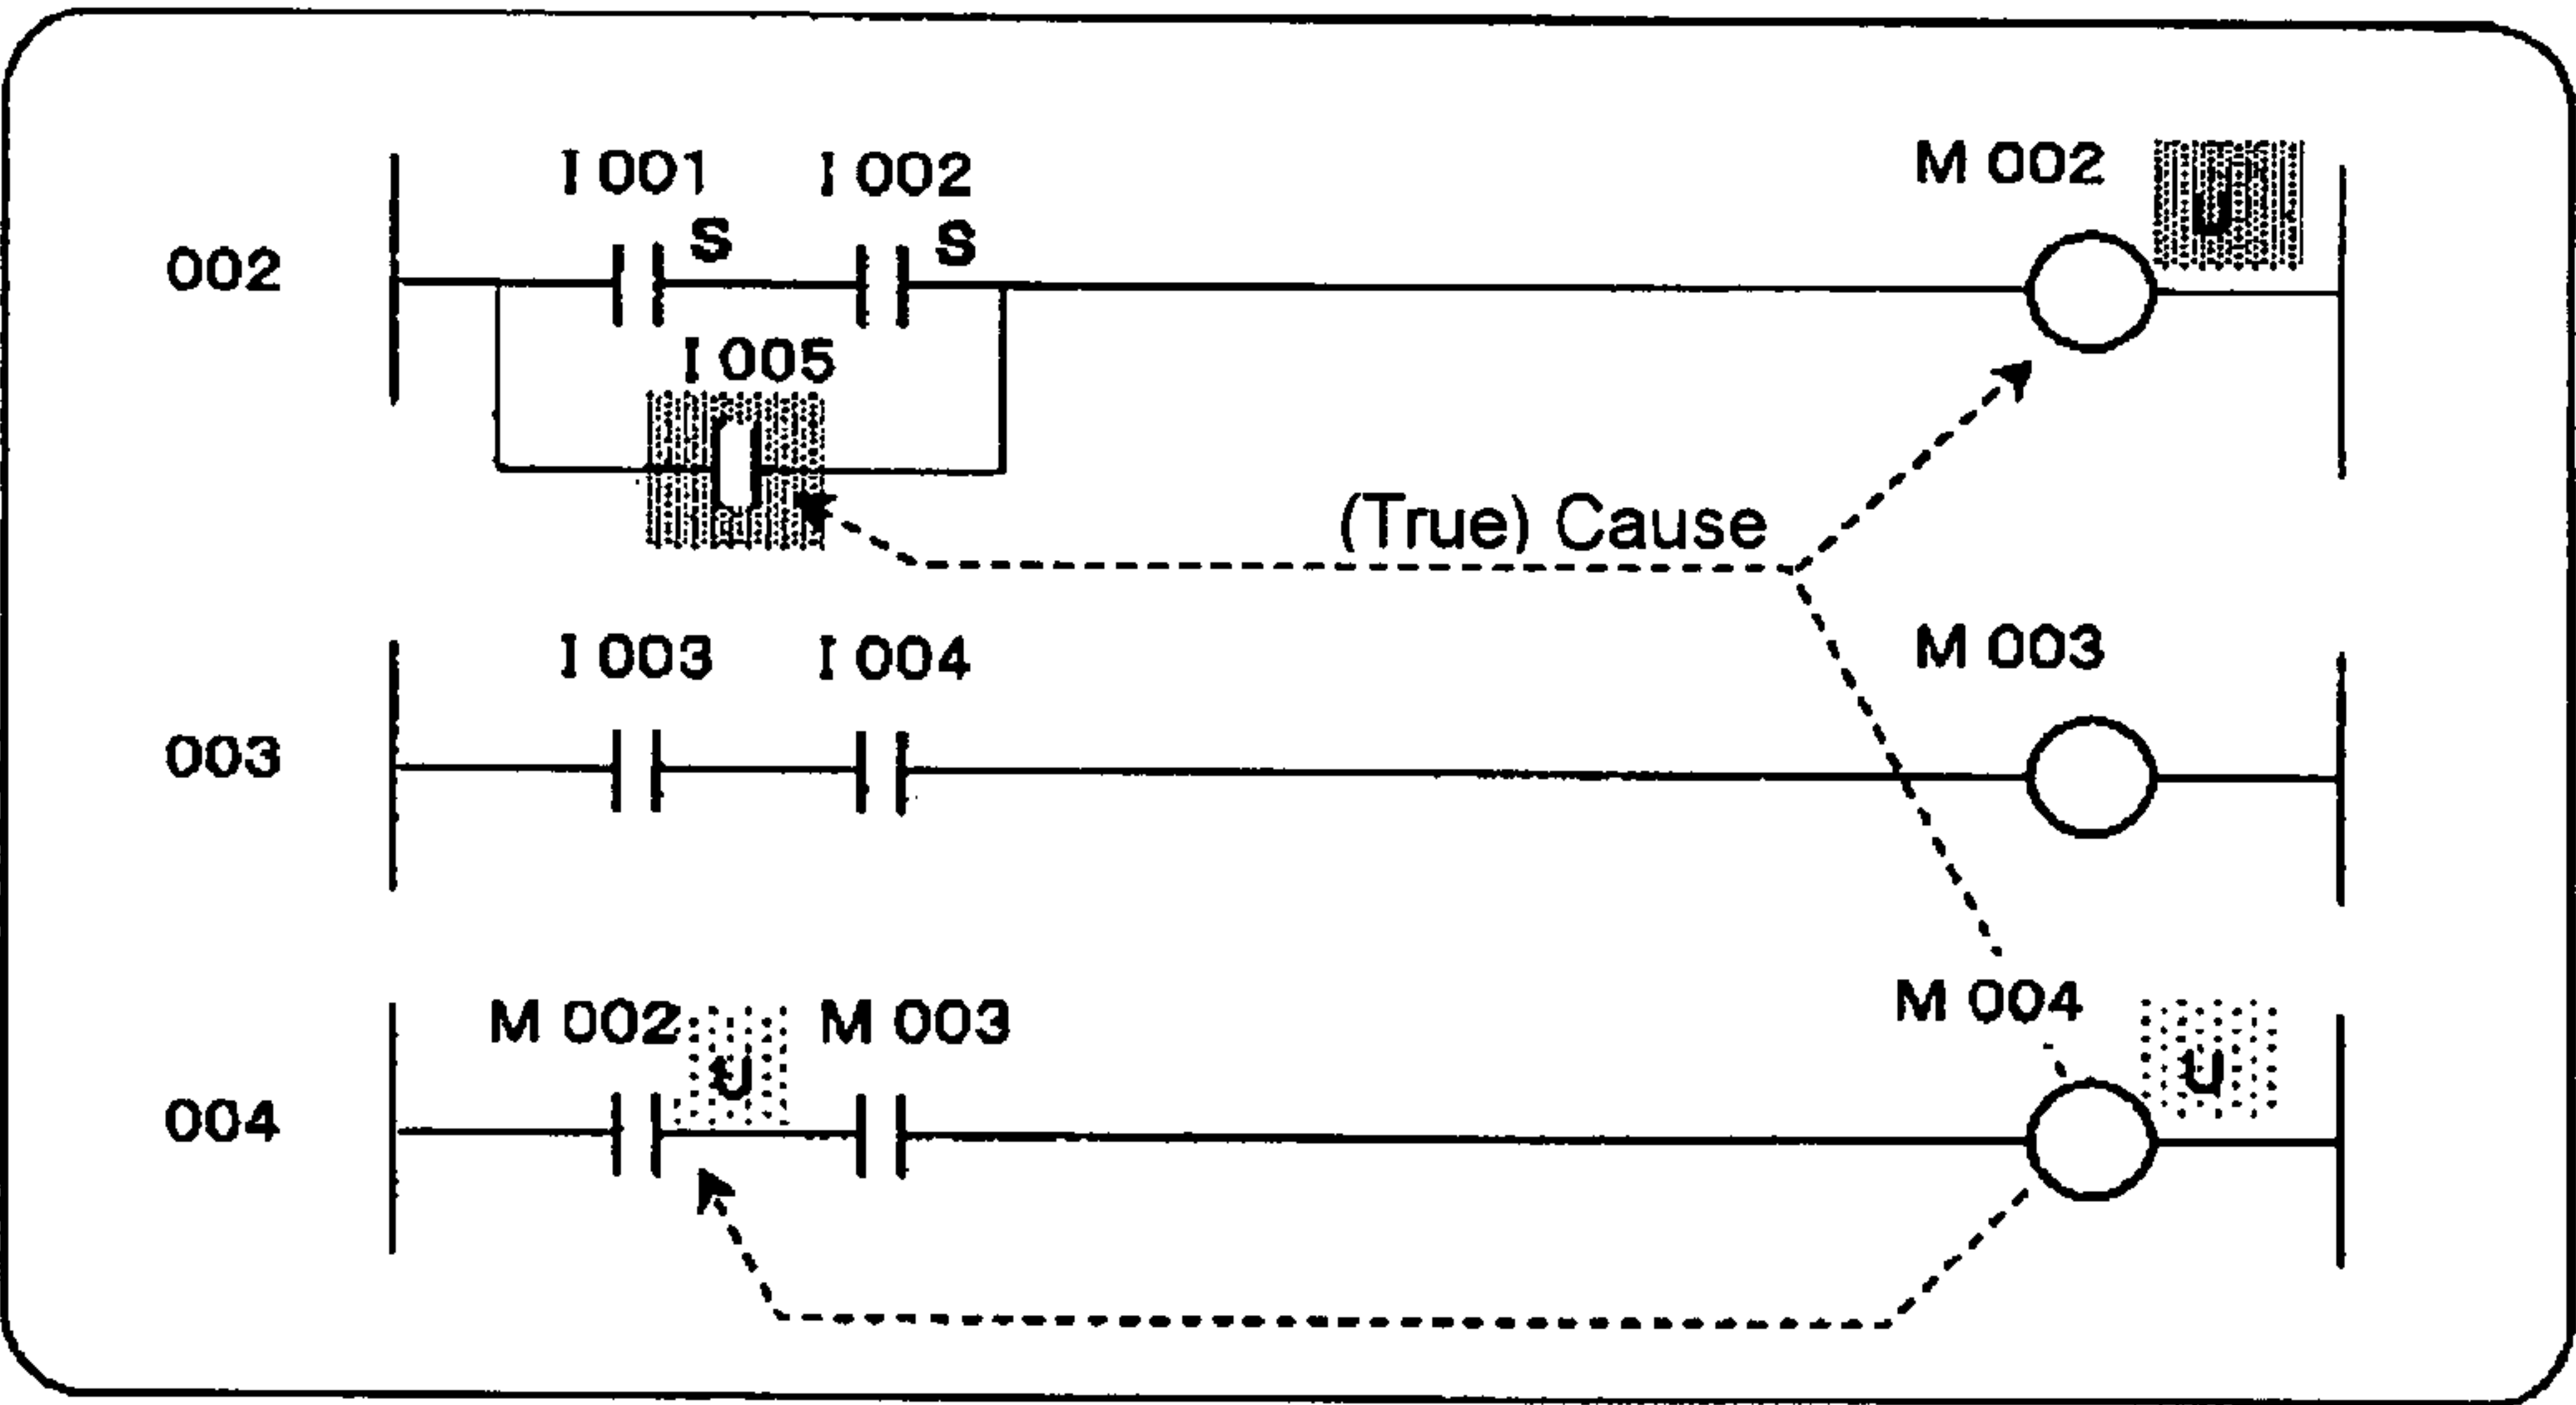 I 001 I 002 M 002
S S
002
I 005
(True) Cause
I 003 I 004 M 003
003
M 002 U M 003 M 004 U
004